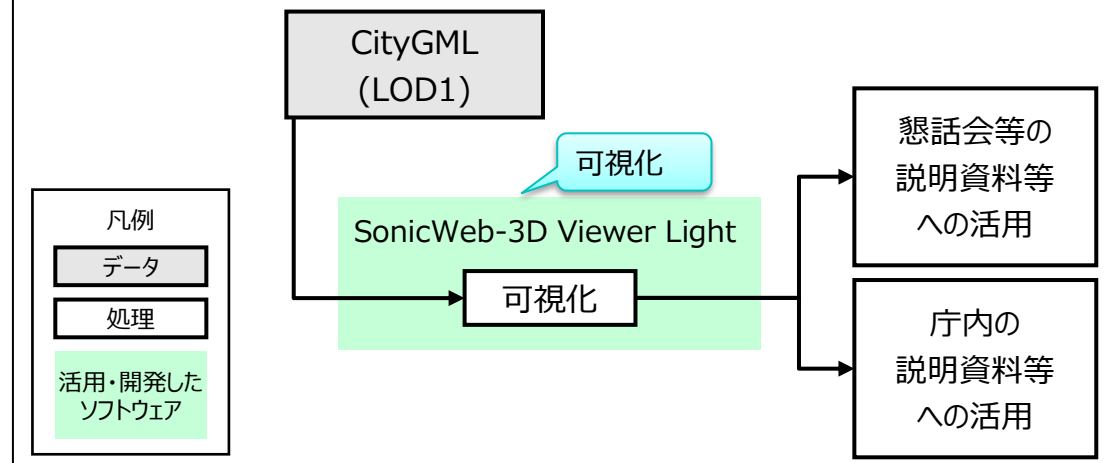 CityGML
(LOD1)
可視化
SonicWeb-3D Viewer Light
可視化
懇話会等の
説明資料等
への活用
庁内の
説明資料等
への活用
凡例
データ
処理
活用・開発した
ソフトウェア